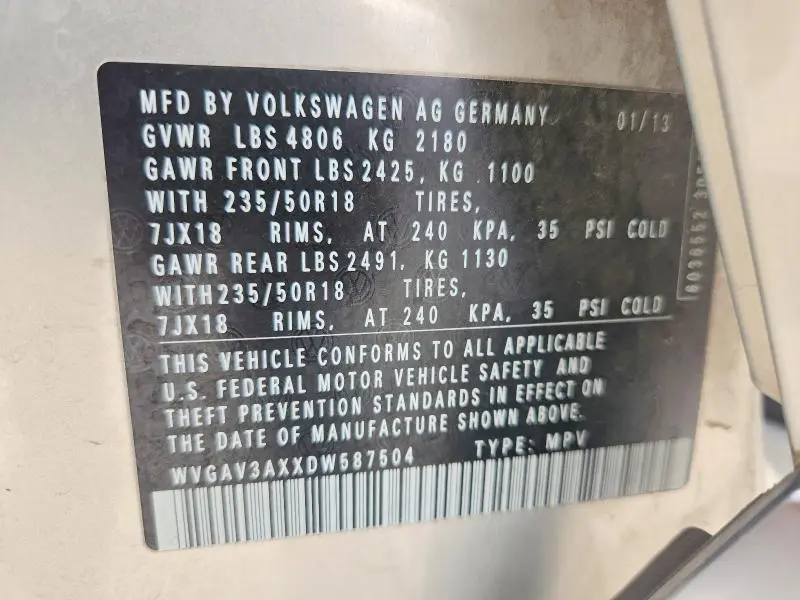 MFD BY VOLKSWAGEN AG GERMANY 01/13
GVWR LBS 4806 KG 2180
GAWR FRONT LBS 2425, KG 1100
WITH 235/50R18 TIRES,
7JX18 RIMS, AT 240 KPA, 35 PSI COLD
GAWR REAR LBS 2491, KG 1130
WITH 235/50R18 TIRES,
7JX18 RIMS, AT 240 KPA, 35 PSI COLD
THIS VEHICLE CONFORMS TO ALL APPLICABLE
U.S. FEDERAL MOTOR VEHICLE SAFETY AND
THEFT PREVENTION STANDARDS IN EFFECT ON
THE DATE OF MANUFACTURE SHOWN ABOVE.
WVGAV3AXXDW587504 TYPE: MPV